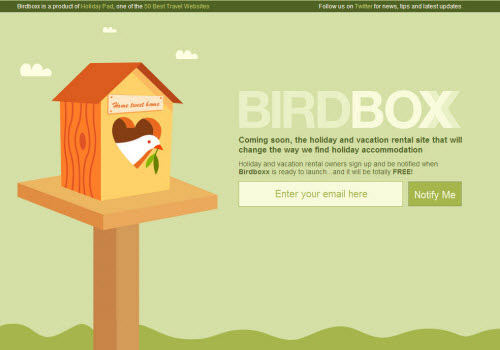 Birdboxx is a product of Holiday Pad, one of the 50 Best Travel Websites
Follow us on Twitter for news, tips and latest updates
Home tweet home
BIRDBOXX
Coming soon, the holiday and vacation rental site that will
change the way we find holiday accommodation
Holiday and vacation rental owners sign up and be notified when
Birdboxx is ready to launch...and it will be totally FREE!
Enter your email here
Notify Me